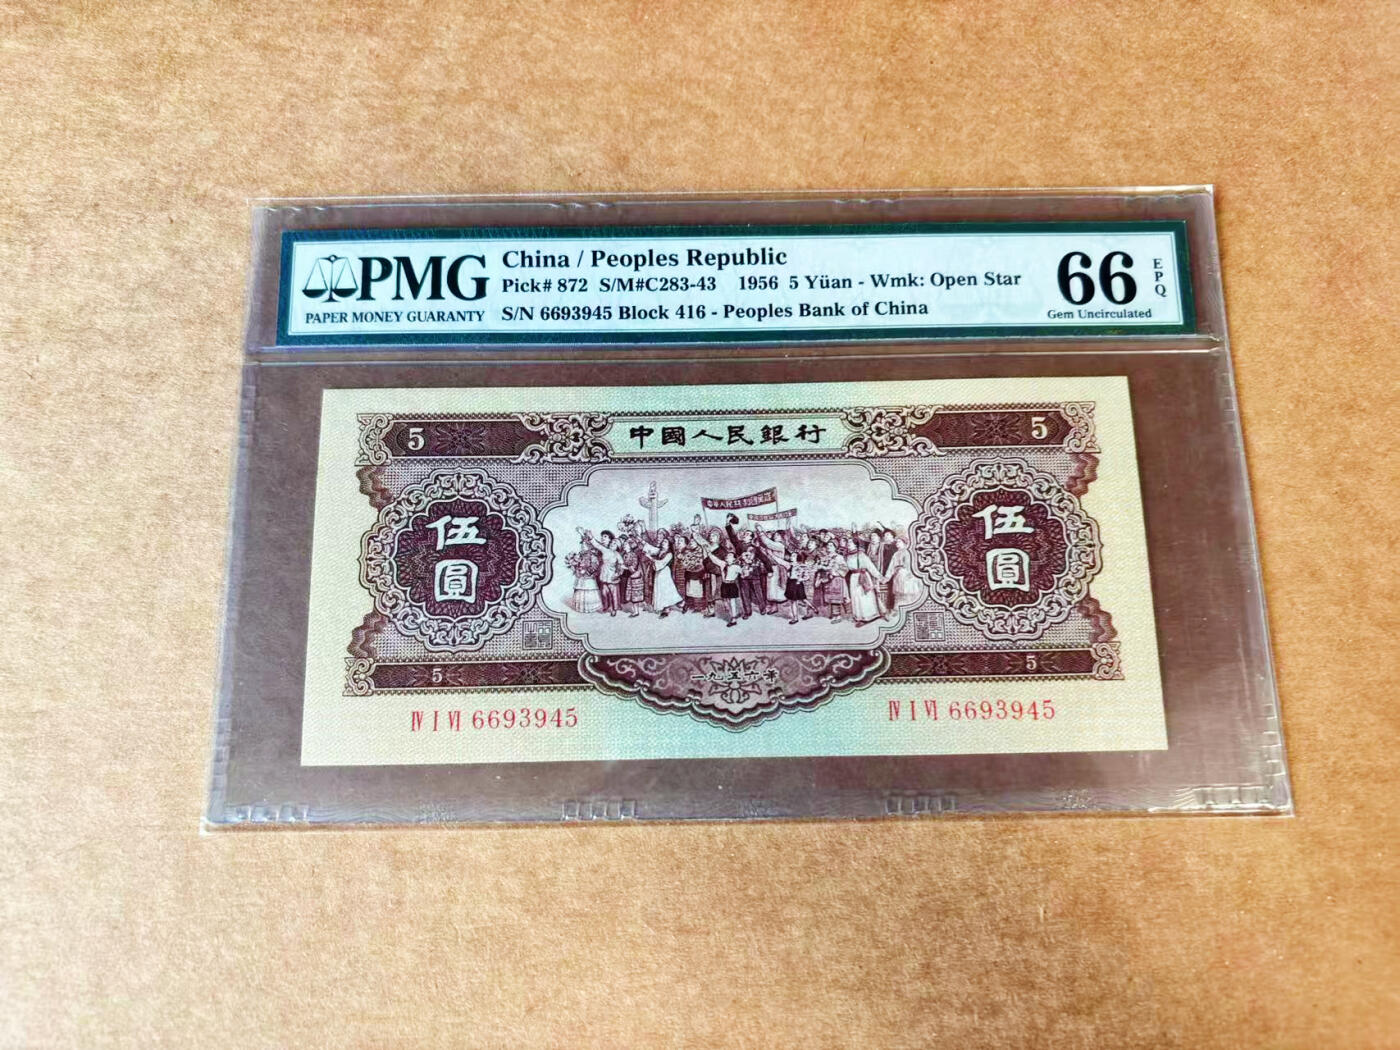 PMG
PAPER MONEY GUARANTY
China / Peoples Republic
Pick# 872 S/M#C283-43 1956 5 Yüan - Wmk: Open Star
S/N 6693945 Block 416 - Peoples Bank of China
66
EPQ
Gem Uncirculated
5
中國人民銀行
5
伍圓
伍圓
5
一九五六年
5
Ⅳ Ⅰ Ⅵ 6693945
Ⅳ Ⅰ Ⅵ 6693945